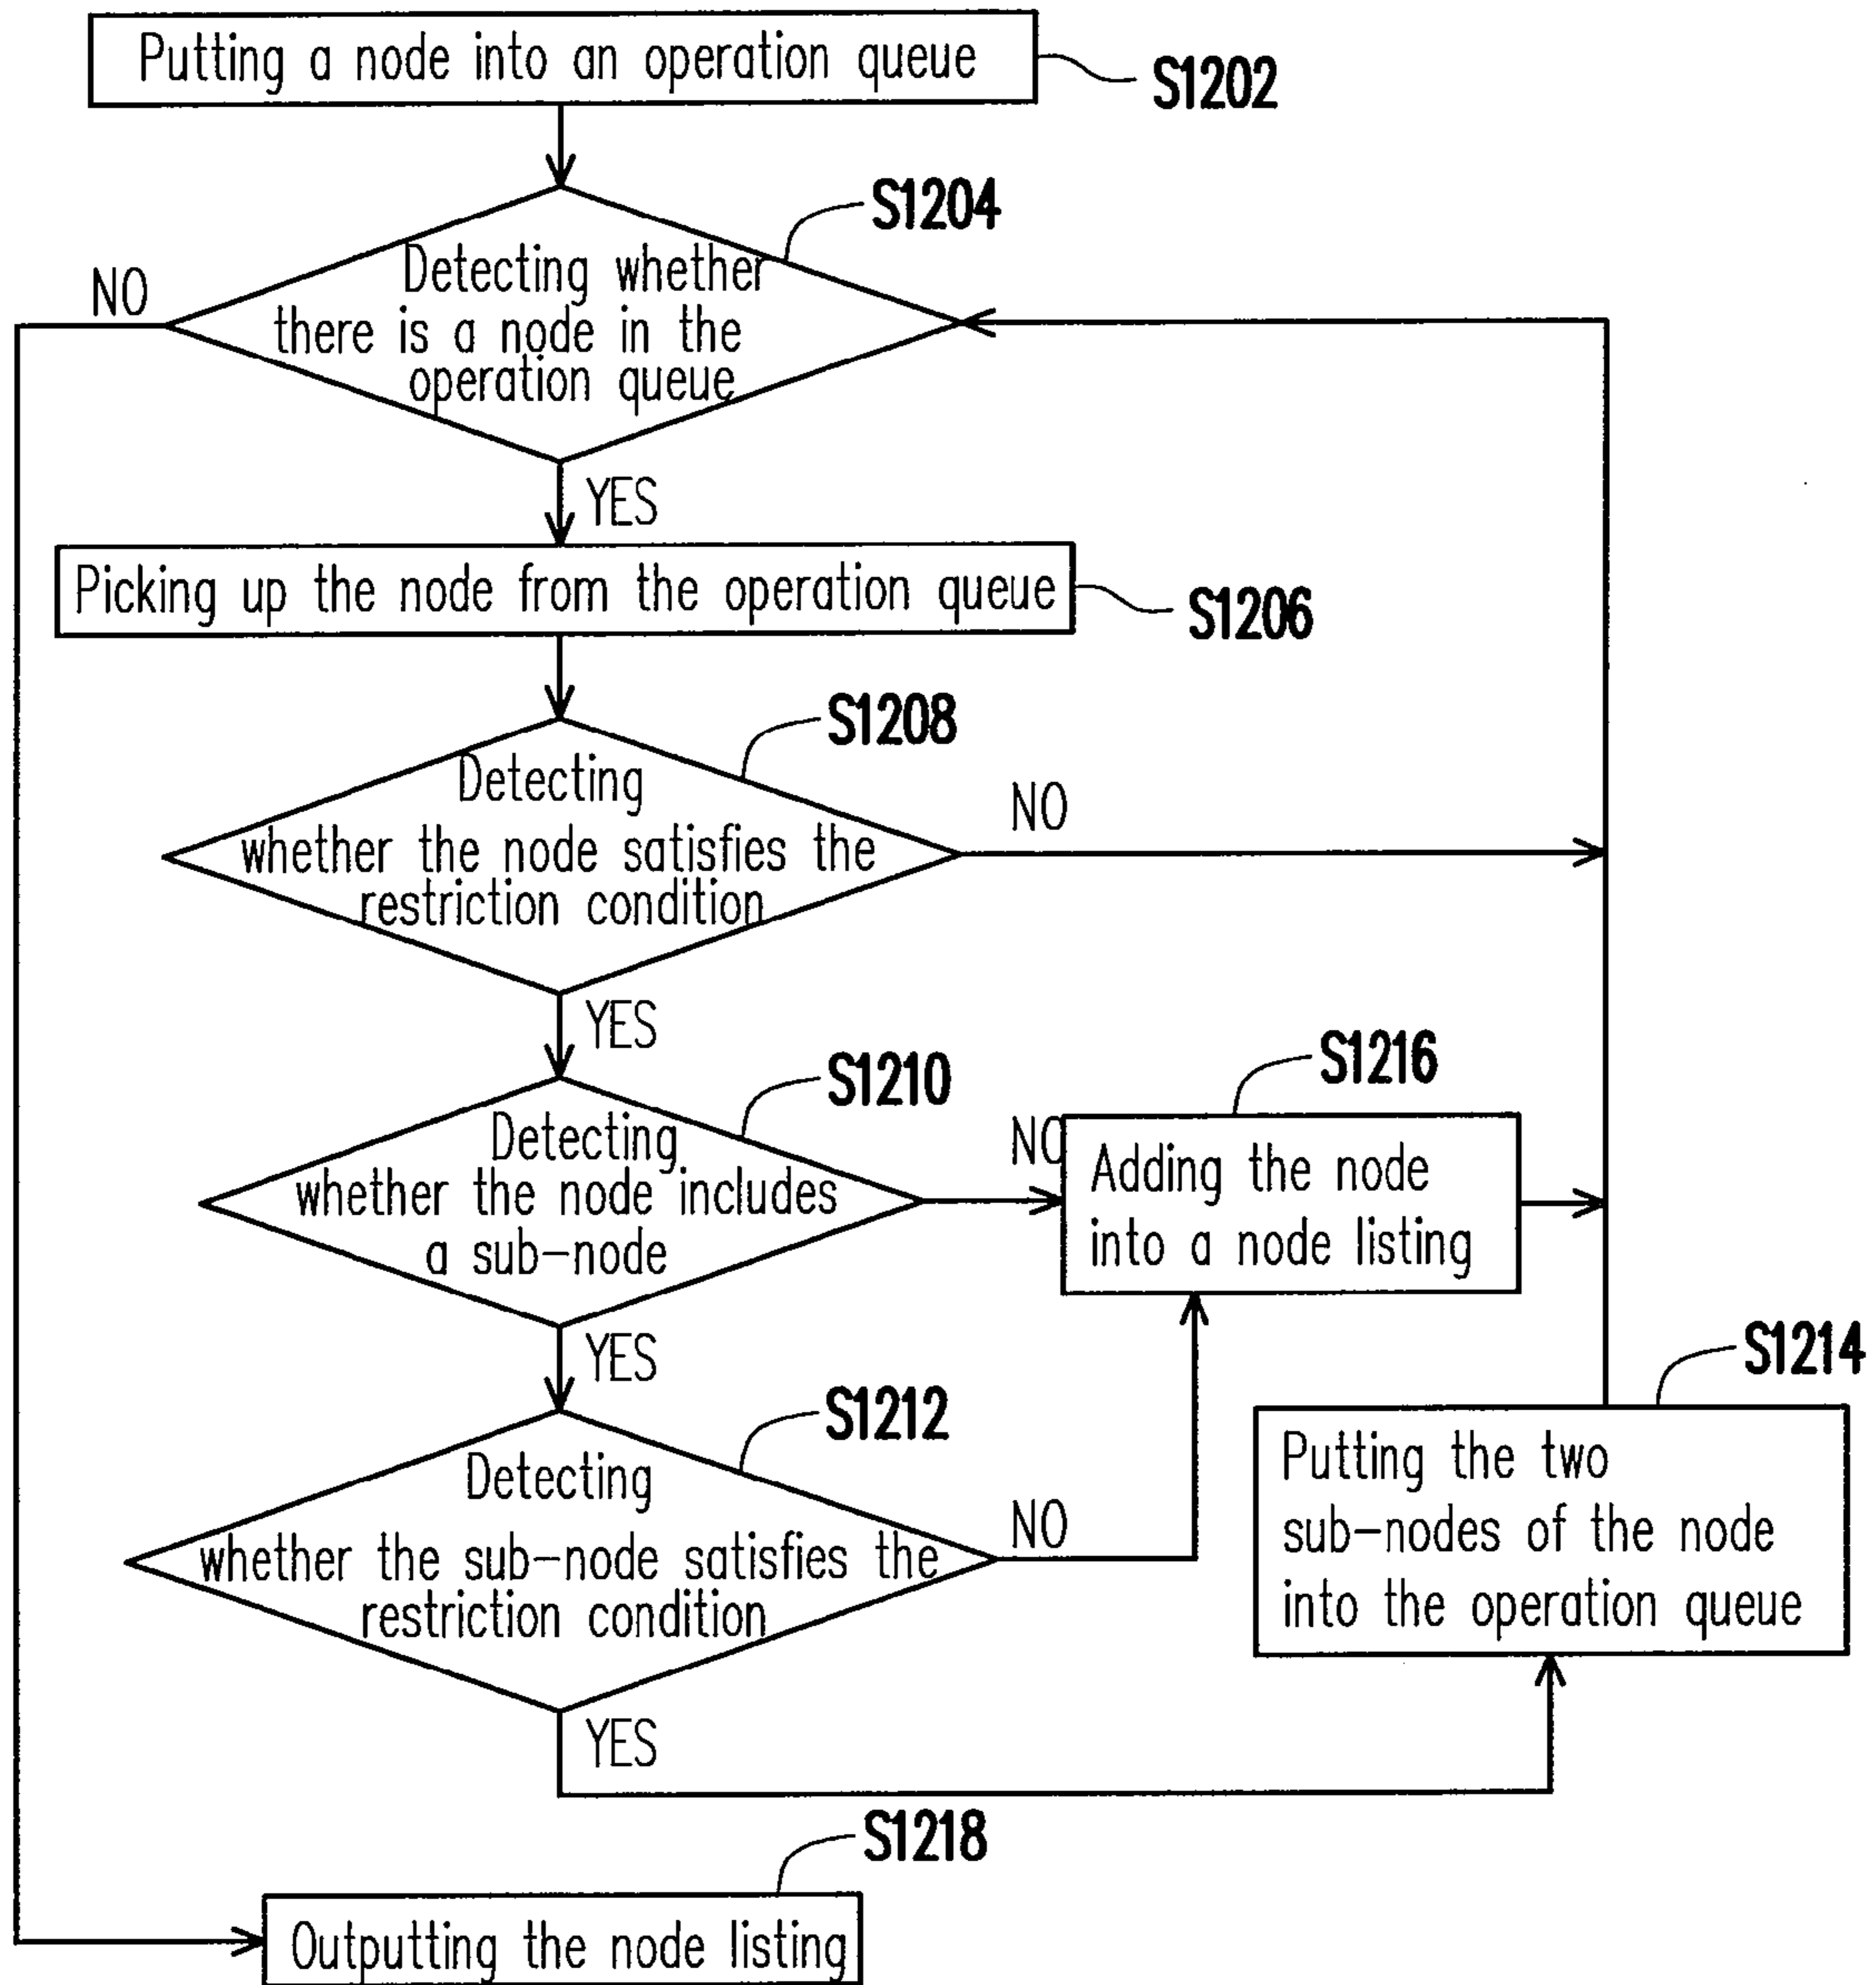 Putting a node into an operation queue
S1202
S1204
NO
Detecting whether
there is a node in the
operation queue
YES
Picking up the node from the operation queue
S1206
S1208
Detecting
whether the node satisfies the
restriction condition
NO
YES
S1210
Detecting
whether the node includes
a sub-node
NO
S1216
Adding the node
into a node listing
YES
S1212
Detecting
whether the sub-node satisfies the
restriction condition
NO
S1214
Putting the two
sub-nodes of the node
into the operation queue
YES
S1218
Outputting the node listing